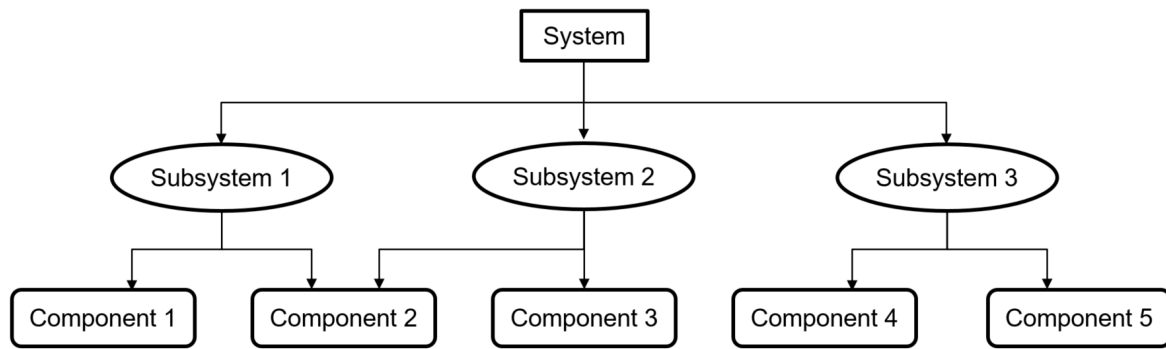 System
Subsystem 1
Subsystem 2
Subsystem 3
Component 1
Component 2
Component 3
Component 4
Component 5